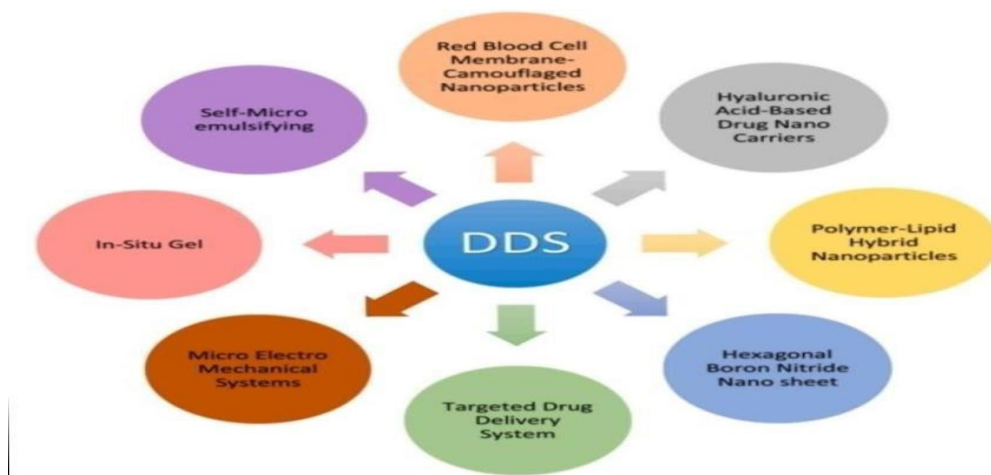 Red Blood Cell
Membrane-
Camouflaged
Nanoparticles
Hyaluronic
Acid-Based
Drug Nano
Carriers
Polymer-Lipid
Hybrid
Nanoparticles
Hexagonal
Boron Nitride
Nano sheet
Targeted Drug
Delivery
System
Micro Electro
Mechanical
Systems
In-Situ Gel
Self-Micro
emulsifying
DDS